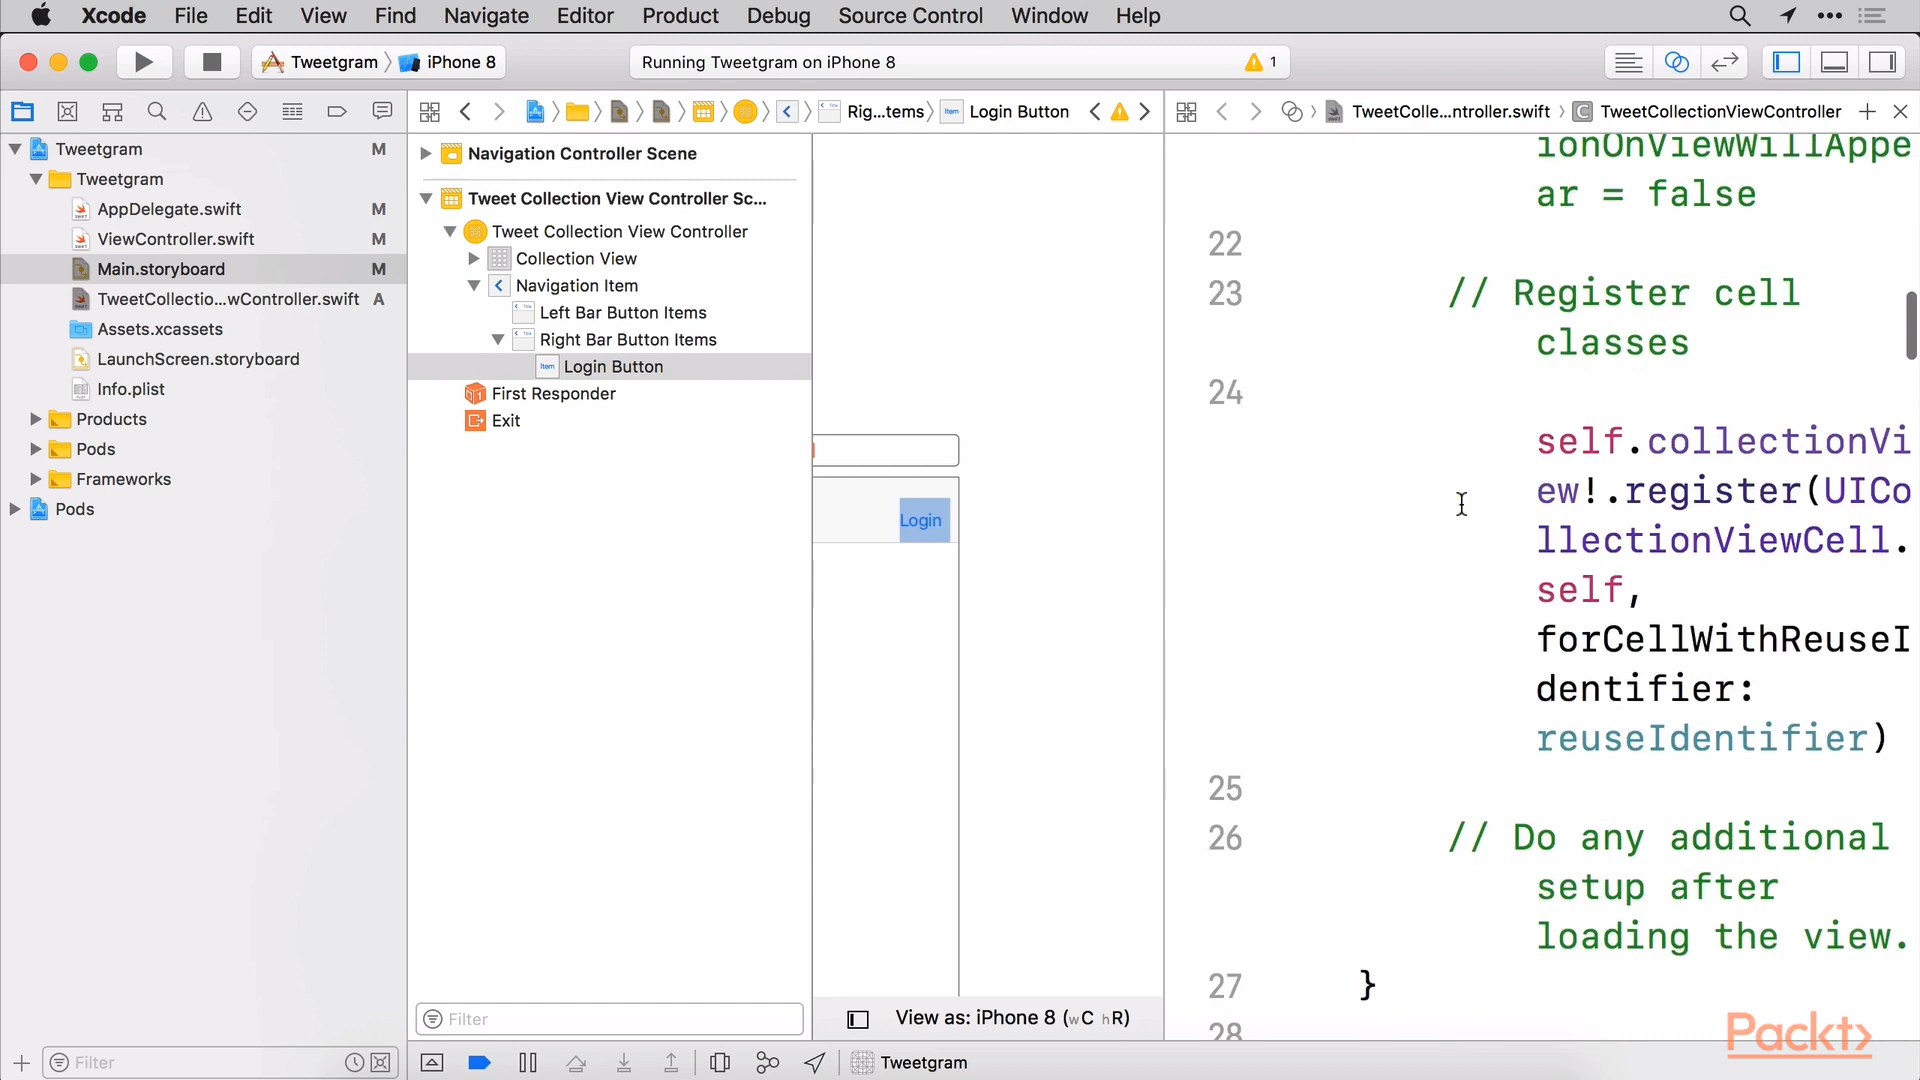 Xcode File Edit View Find Navigate Editor Product Debug Source Control Window Help
Tweetgram iPhone 8
Running Tweetgram on iPhone 8
1
Rig...tems
Login Button
TweetColle...ntroller.swift
TweetCollectionViewController
Tweetgram M
Tweetgram
AppDelegate.swift M
ViewController.swift M
Main.storyboard M
TweetCollectio...wController.swift A
Assets.xcassets
LaunchScreen.storyboard
Info.plist
Products
Pods
Frameworks
Pods
Filter
Navigation Controller Scene
Tweet Collection View Controller Sc...
Tweet Collection View Controller
Collection View
Navigation Item
Left Bar Button Items
Right Bar Button Items
Login Button
First Responder
Exit
Filter
Login
View as: iPhone 8 (wC hR)
Tweetgram
ionOnViewWillAppe
ar = false
22
23 // Register cell
classes
24
self.collectionVi
ew!.register(UICo
llectionViewCell.
self,
forCellWithReuseI
dentifier:
reuseIdentifier)
25
26 // Do any additional
setup after
loading the view.
27 }
28
Packt>